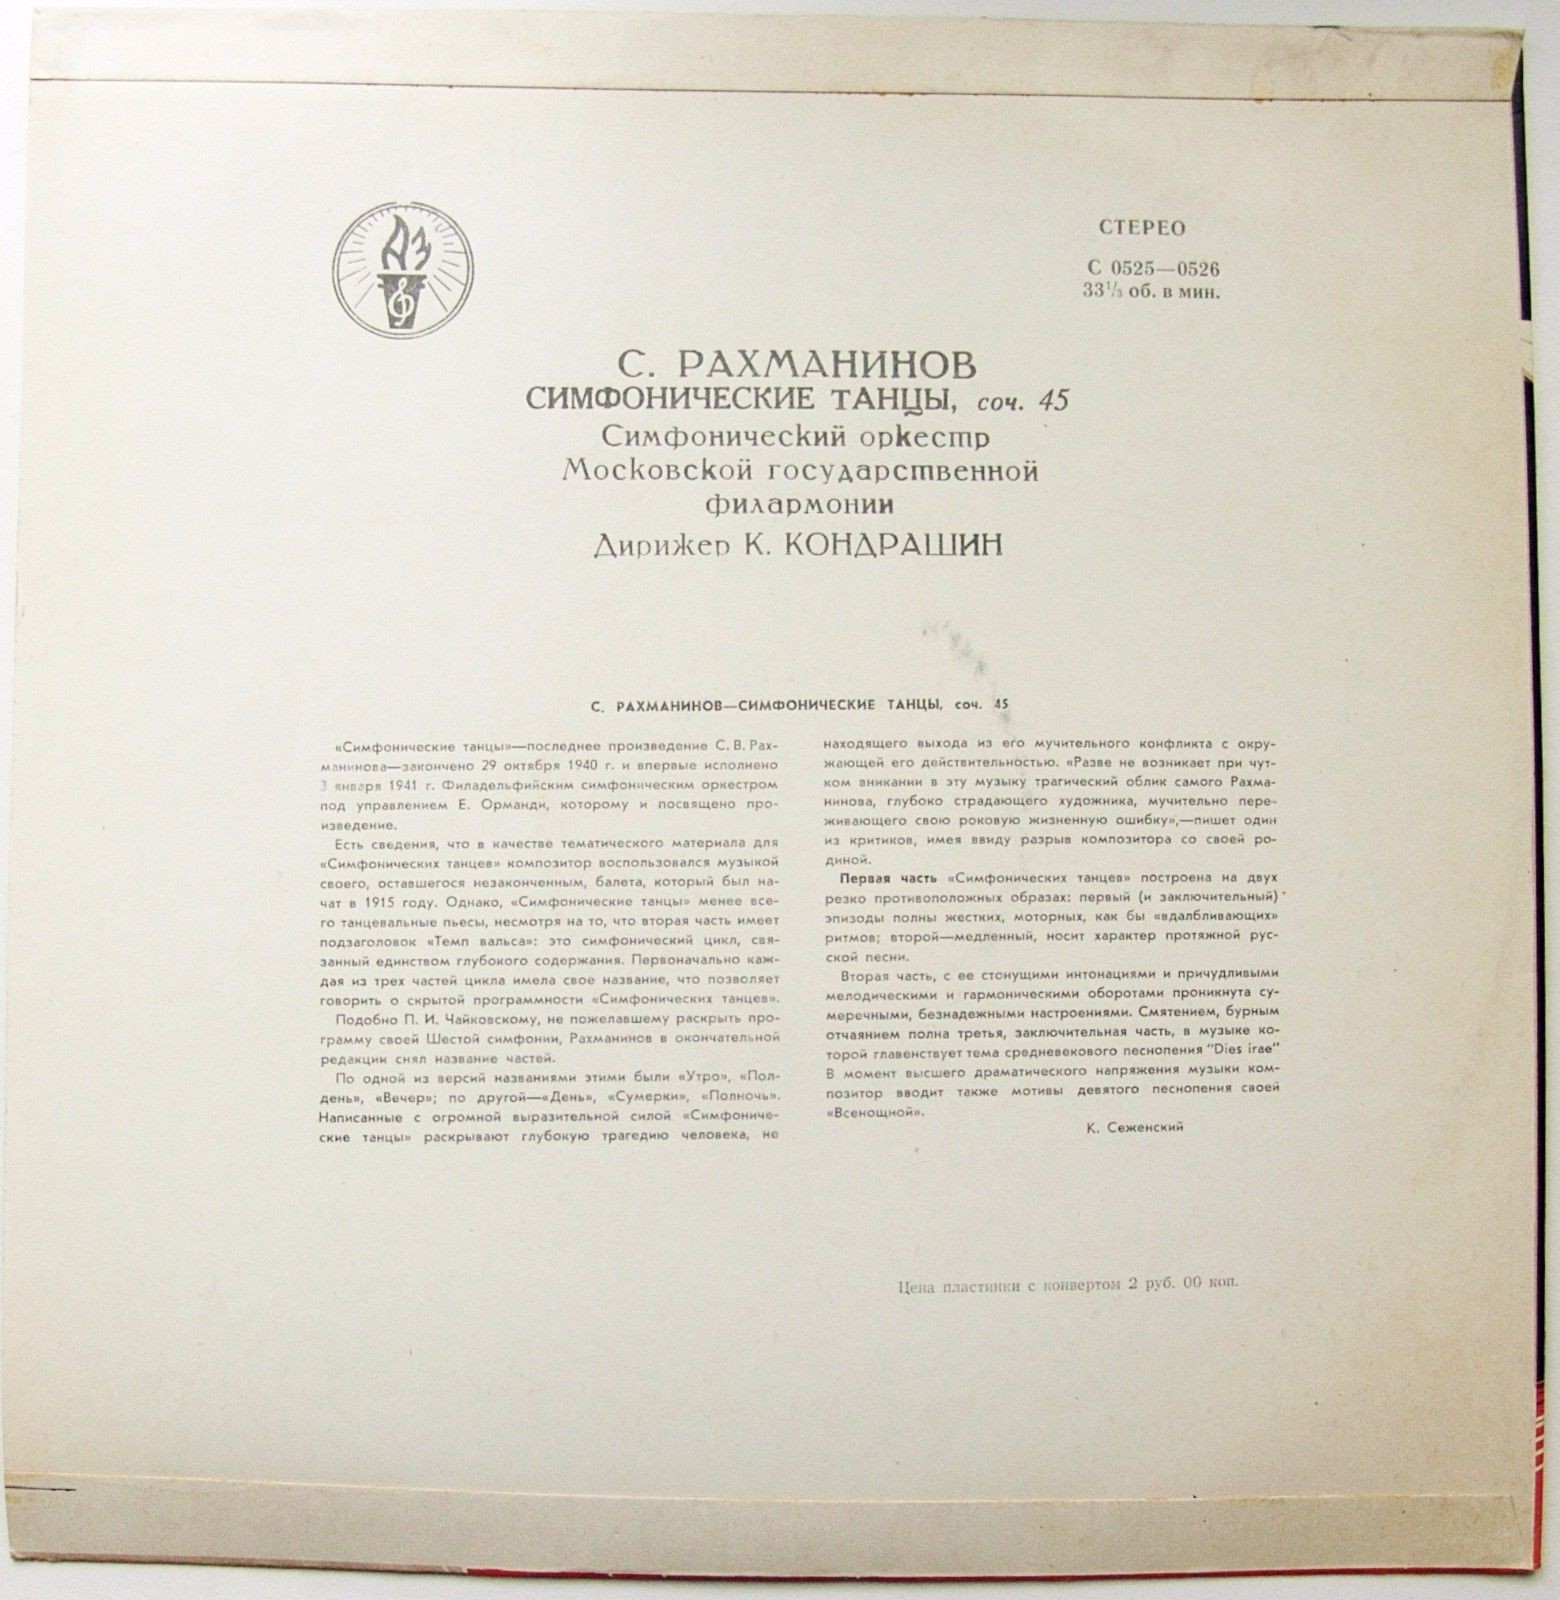 АЗ
СТЕРЕО
С 0525—0526
33 1/3 об. в мин.
С. РАХМАНИНОВ
СИМФОНИЧЕСКИЕ ТАНЦЫ, соч. 45
Симфонический оркестр
Московской государственной
филармонии
Дирижер К. КОНДРАШИН
С. РАХМАНИНОВ—СИМФОНИЧЕСКИЕ ТАНЦЫ, соч. 45
«Симфонические танцы»—последнее произведение С. В. Рах-
манинова—закончено 29 октября 1940 г. и впервые исполнено
3 января 1941 г. Филадельфийским симфоническим оркестром
под управлением Е. Орманди, которому и посвящено про-
изведение.
Есть сведения, что в качестве тематического материала для
«Симфонических танцев» композитор воспользовался музыкой
своего, оставшегося незаконченным, балета, который был на-
чат в 1915 году. Однако, «Симфонические танцы» менее все-
го танцевальные пьесы, несмотря на то, что вторая часть имеет
подзаголовок «Темп вальса»: это симфонический цикл, свя-
занный единством глубокого содержания. Первоначально каж-
дая из трех частей цикла имела свое название, что позволяет
говорить о скрытой программности «Симфонических танцев».
Подобно П. И. Чайковскому, не пожелавшему раскрыть про-
грамму своей Шестой симфонии, Рахманинов в окончательной
редакции снял название частей.
По одной из версий названиями этими были «Утро», «Пол-
день», «Вечер»; по другой—«День», «Сумерки», «Полночь».
Написанные с огромной выразительной силой «Симфониче-
ские танцы» раскрывают глубокую трагедию человека, не
находящего выхода из его мучительного конфликта с окру-
жающей его действительностью. «Разве не возникает при чут-
ком вникании в эту музыку трагический облик самого Рахма-
нинова, глубоко страдающего художника, мучительно пере-
живающего свою роковую жизненную ошибку»,—пишет один
из критиков, имея ввиду разрыв композитора со своей ро-
диной.
Первая часть «Симфонических танцев» построена на двух
резко противоположных образах: первый (и заключительный)
эпизоды полны жестких, моторных, как бы «вдалбливающих»
ритмов; второй—медленный, носит характер протяжной рус-
ской песни.
Вторая часть, с ее стонущими интонациями и причудливыми
мелодическими и гармоническими оборотами проникнута су-
меречными, безнадежными настроениями. Смятением, бурным
отчаянием полна третья, заключительная часть, в музыке ко-
торой главенствует тема средневекового песнопения "Dies irae"
В момент высшего драматического напряжения музыки ком-
позитор вводит также мотивы девятого песнопения своей
«Всенощной».
К. Сеженский
Цена пластинки с конвертом 2 руб. 00 коп.